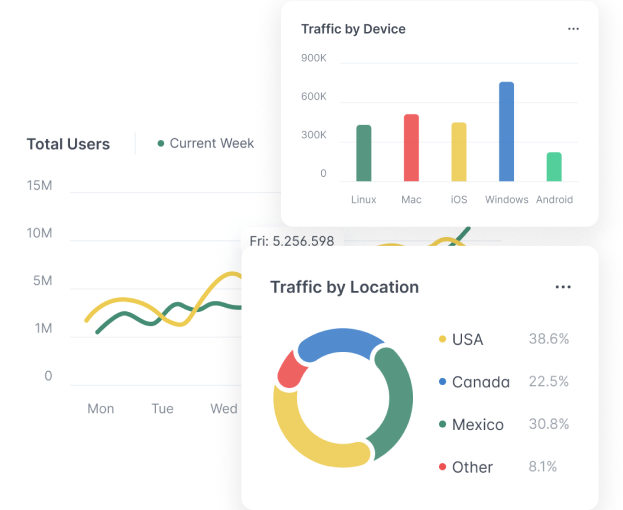 Traffic by Device
900K
600K
300K
0
Linux Mac iOS Windows Android
Total Users
Current Week
15M
10M
5M
1M
0
Mon Tue Wed
Fri: 5.256.598
Traffic by Location
USA 38.6%
Canada 22.5%
Mexico 30.8%
Other 8.1%